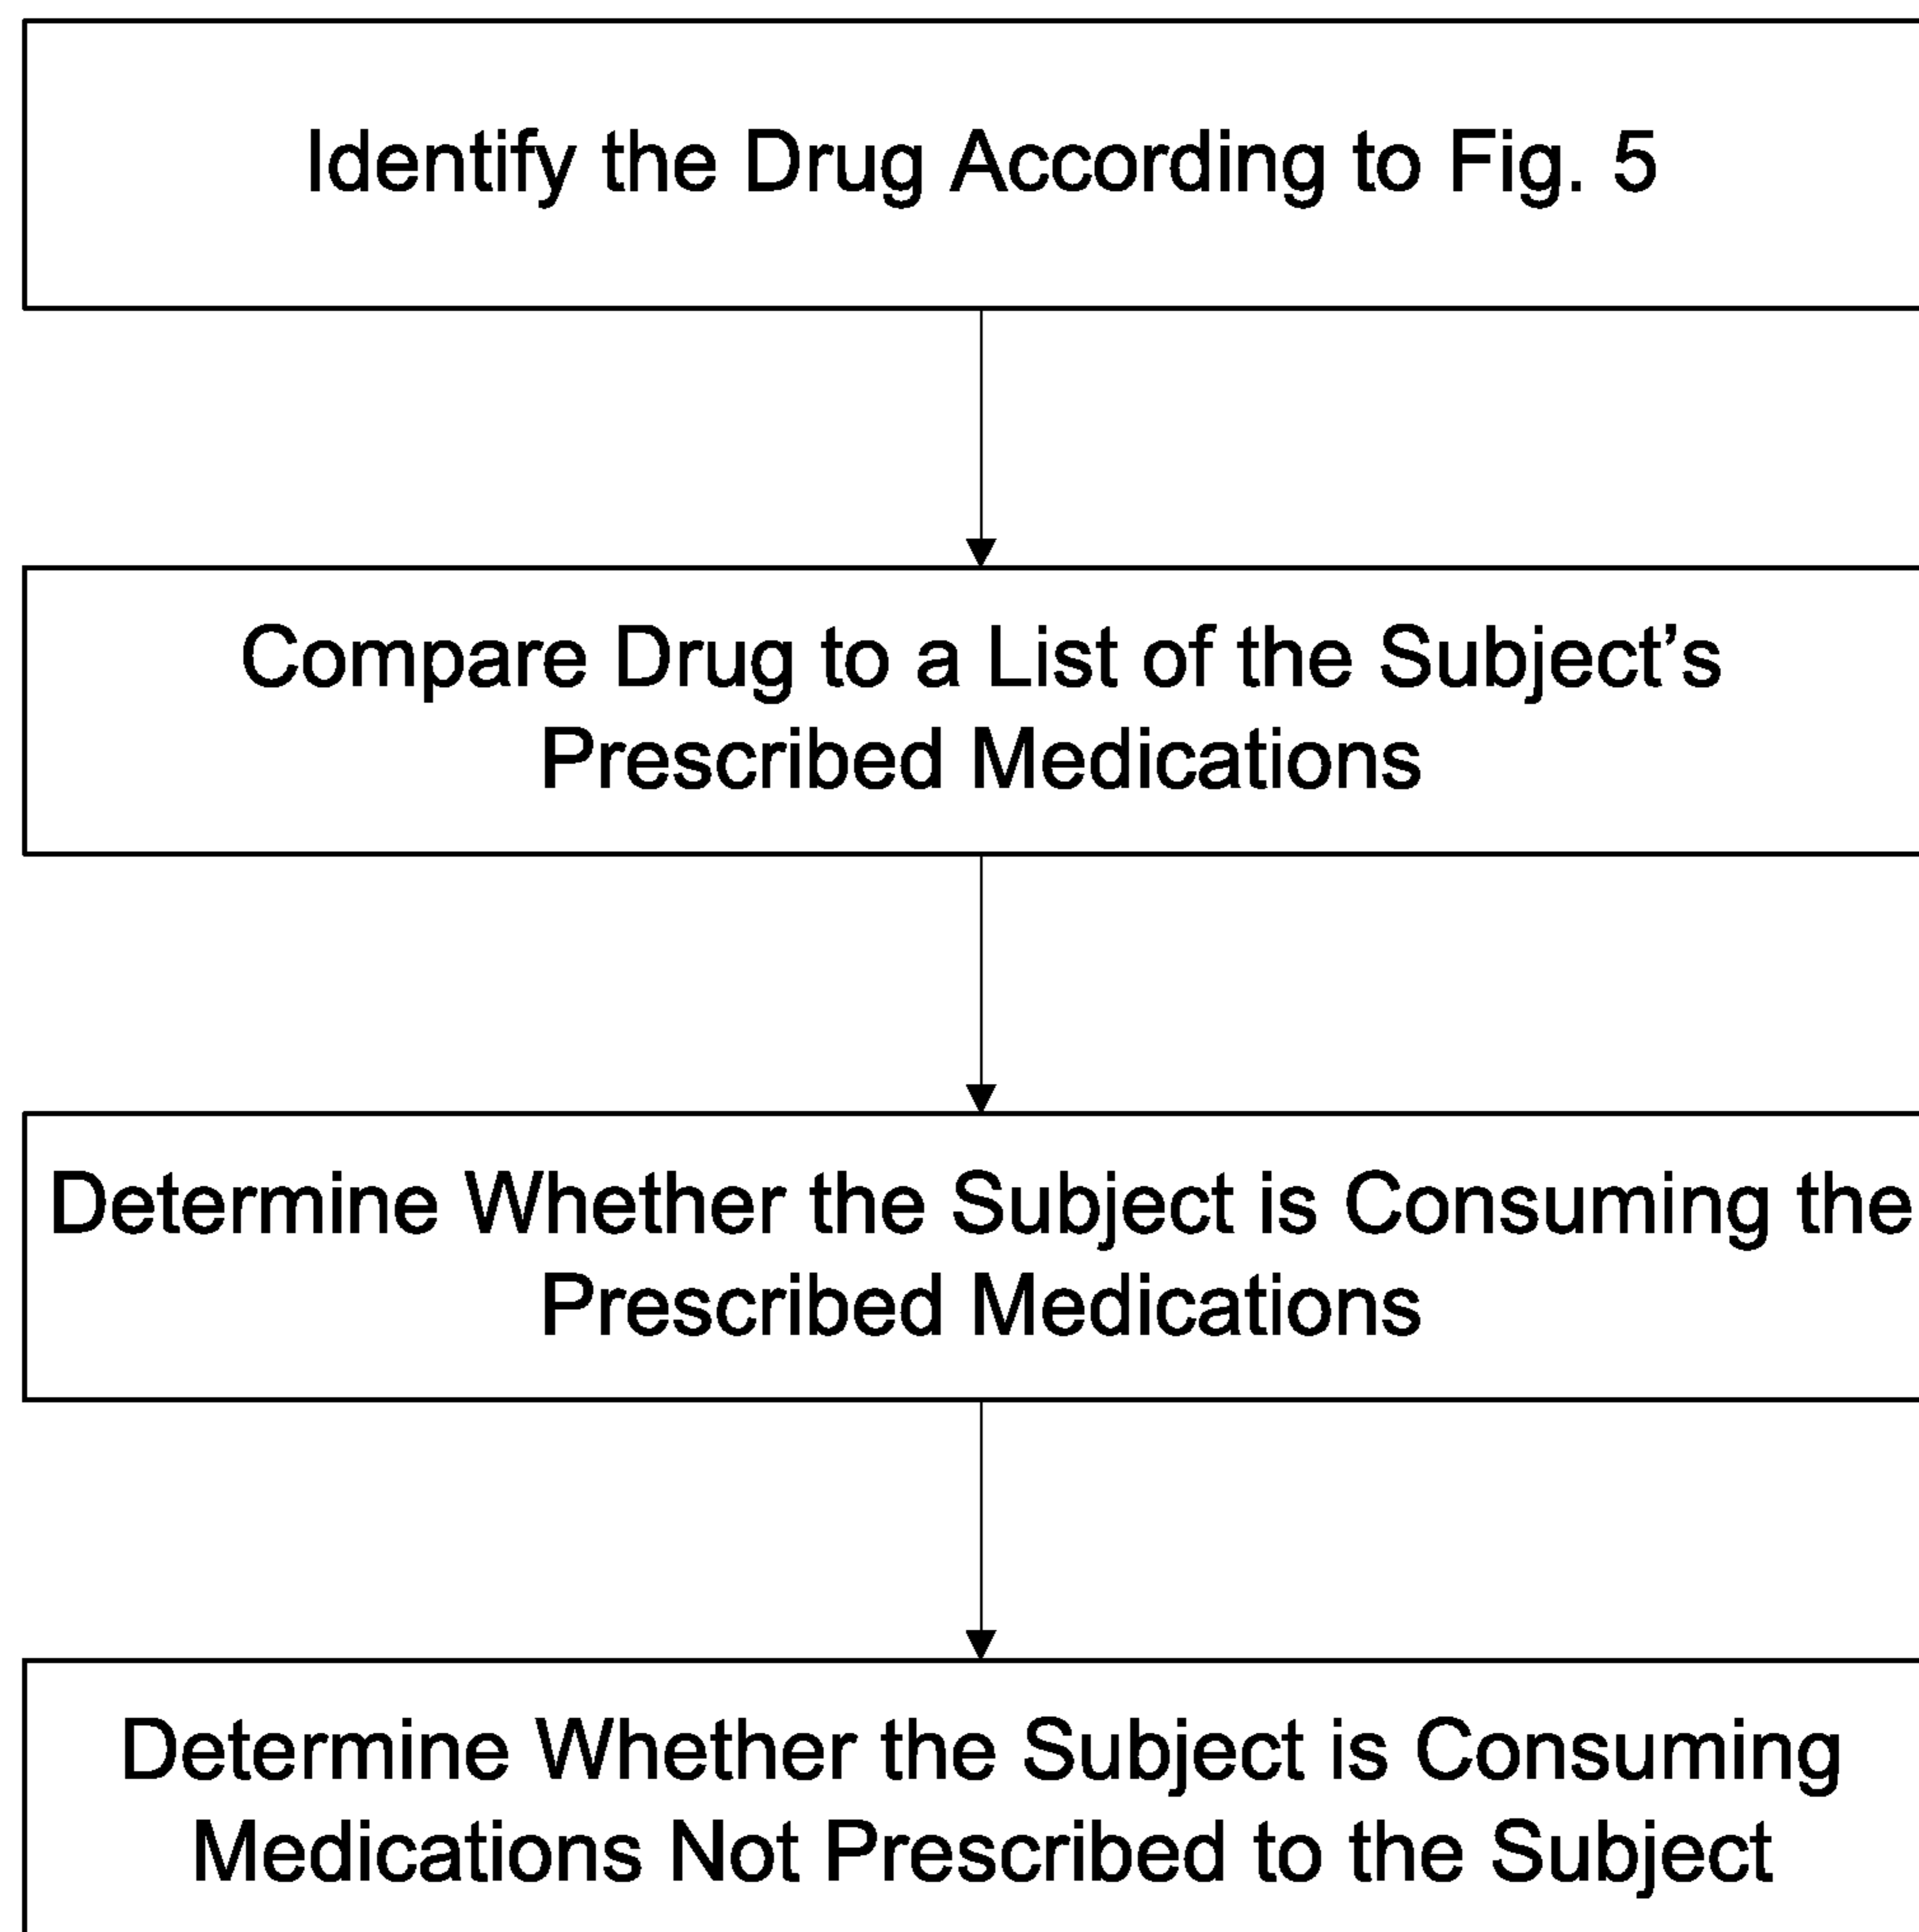 Identify the Drug According to Fig. 5
Compare Drug to a List of the Subject’s
Prescribed Medications
Determine Whether the Subject is Consuming the
Prescribed Medications
Determine Whether the Subject is Consuming
Medications Not Prescribed to the Subject